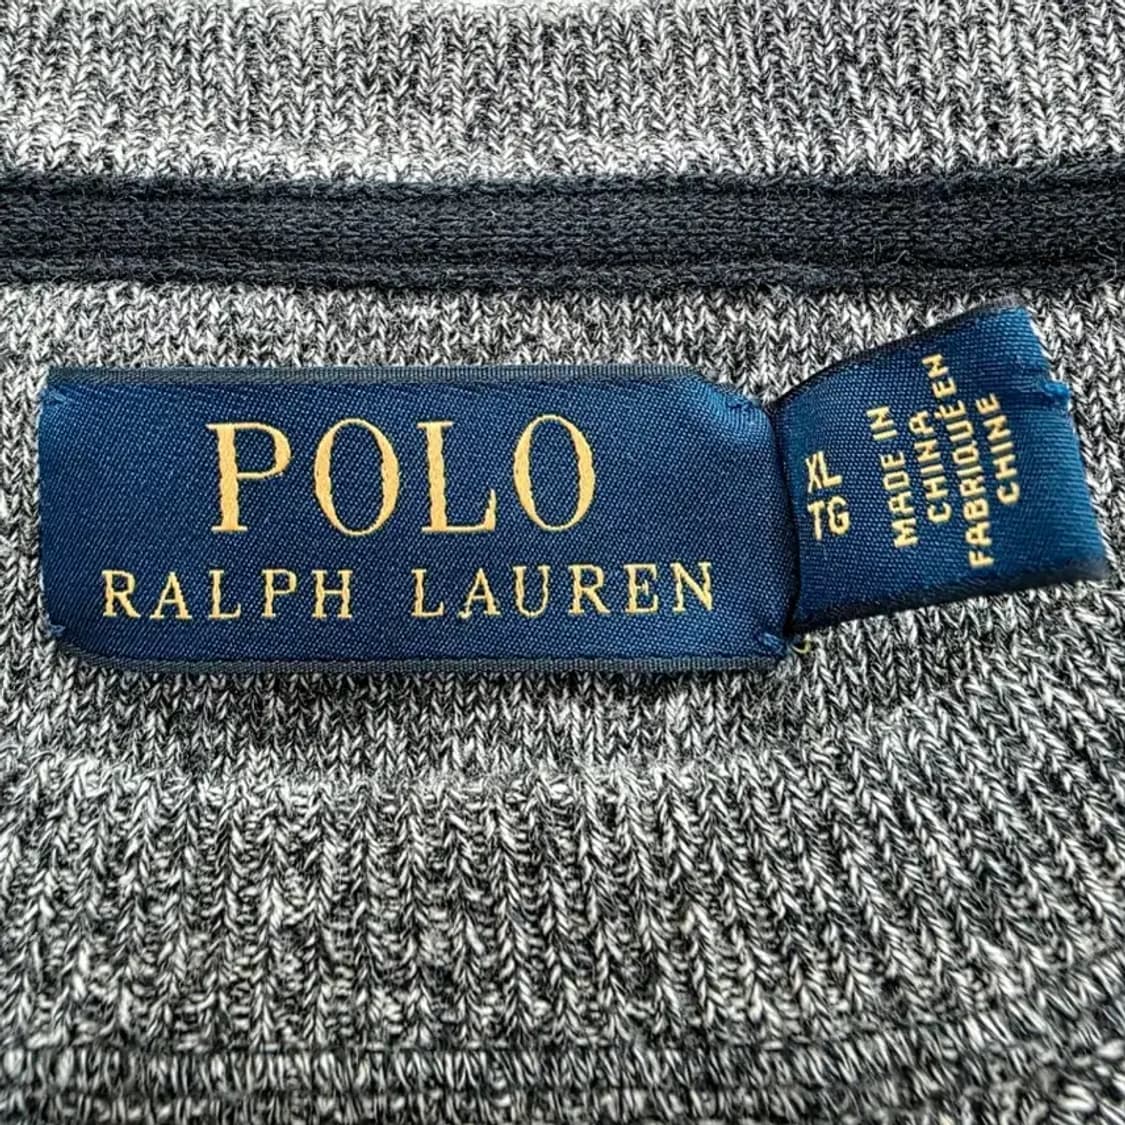 POLO
RALPH LAUREN
XL
TG
MADE IN
CHINA
FABRIQUÉ EN
CHINE